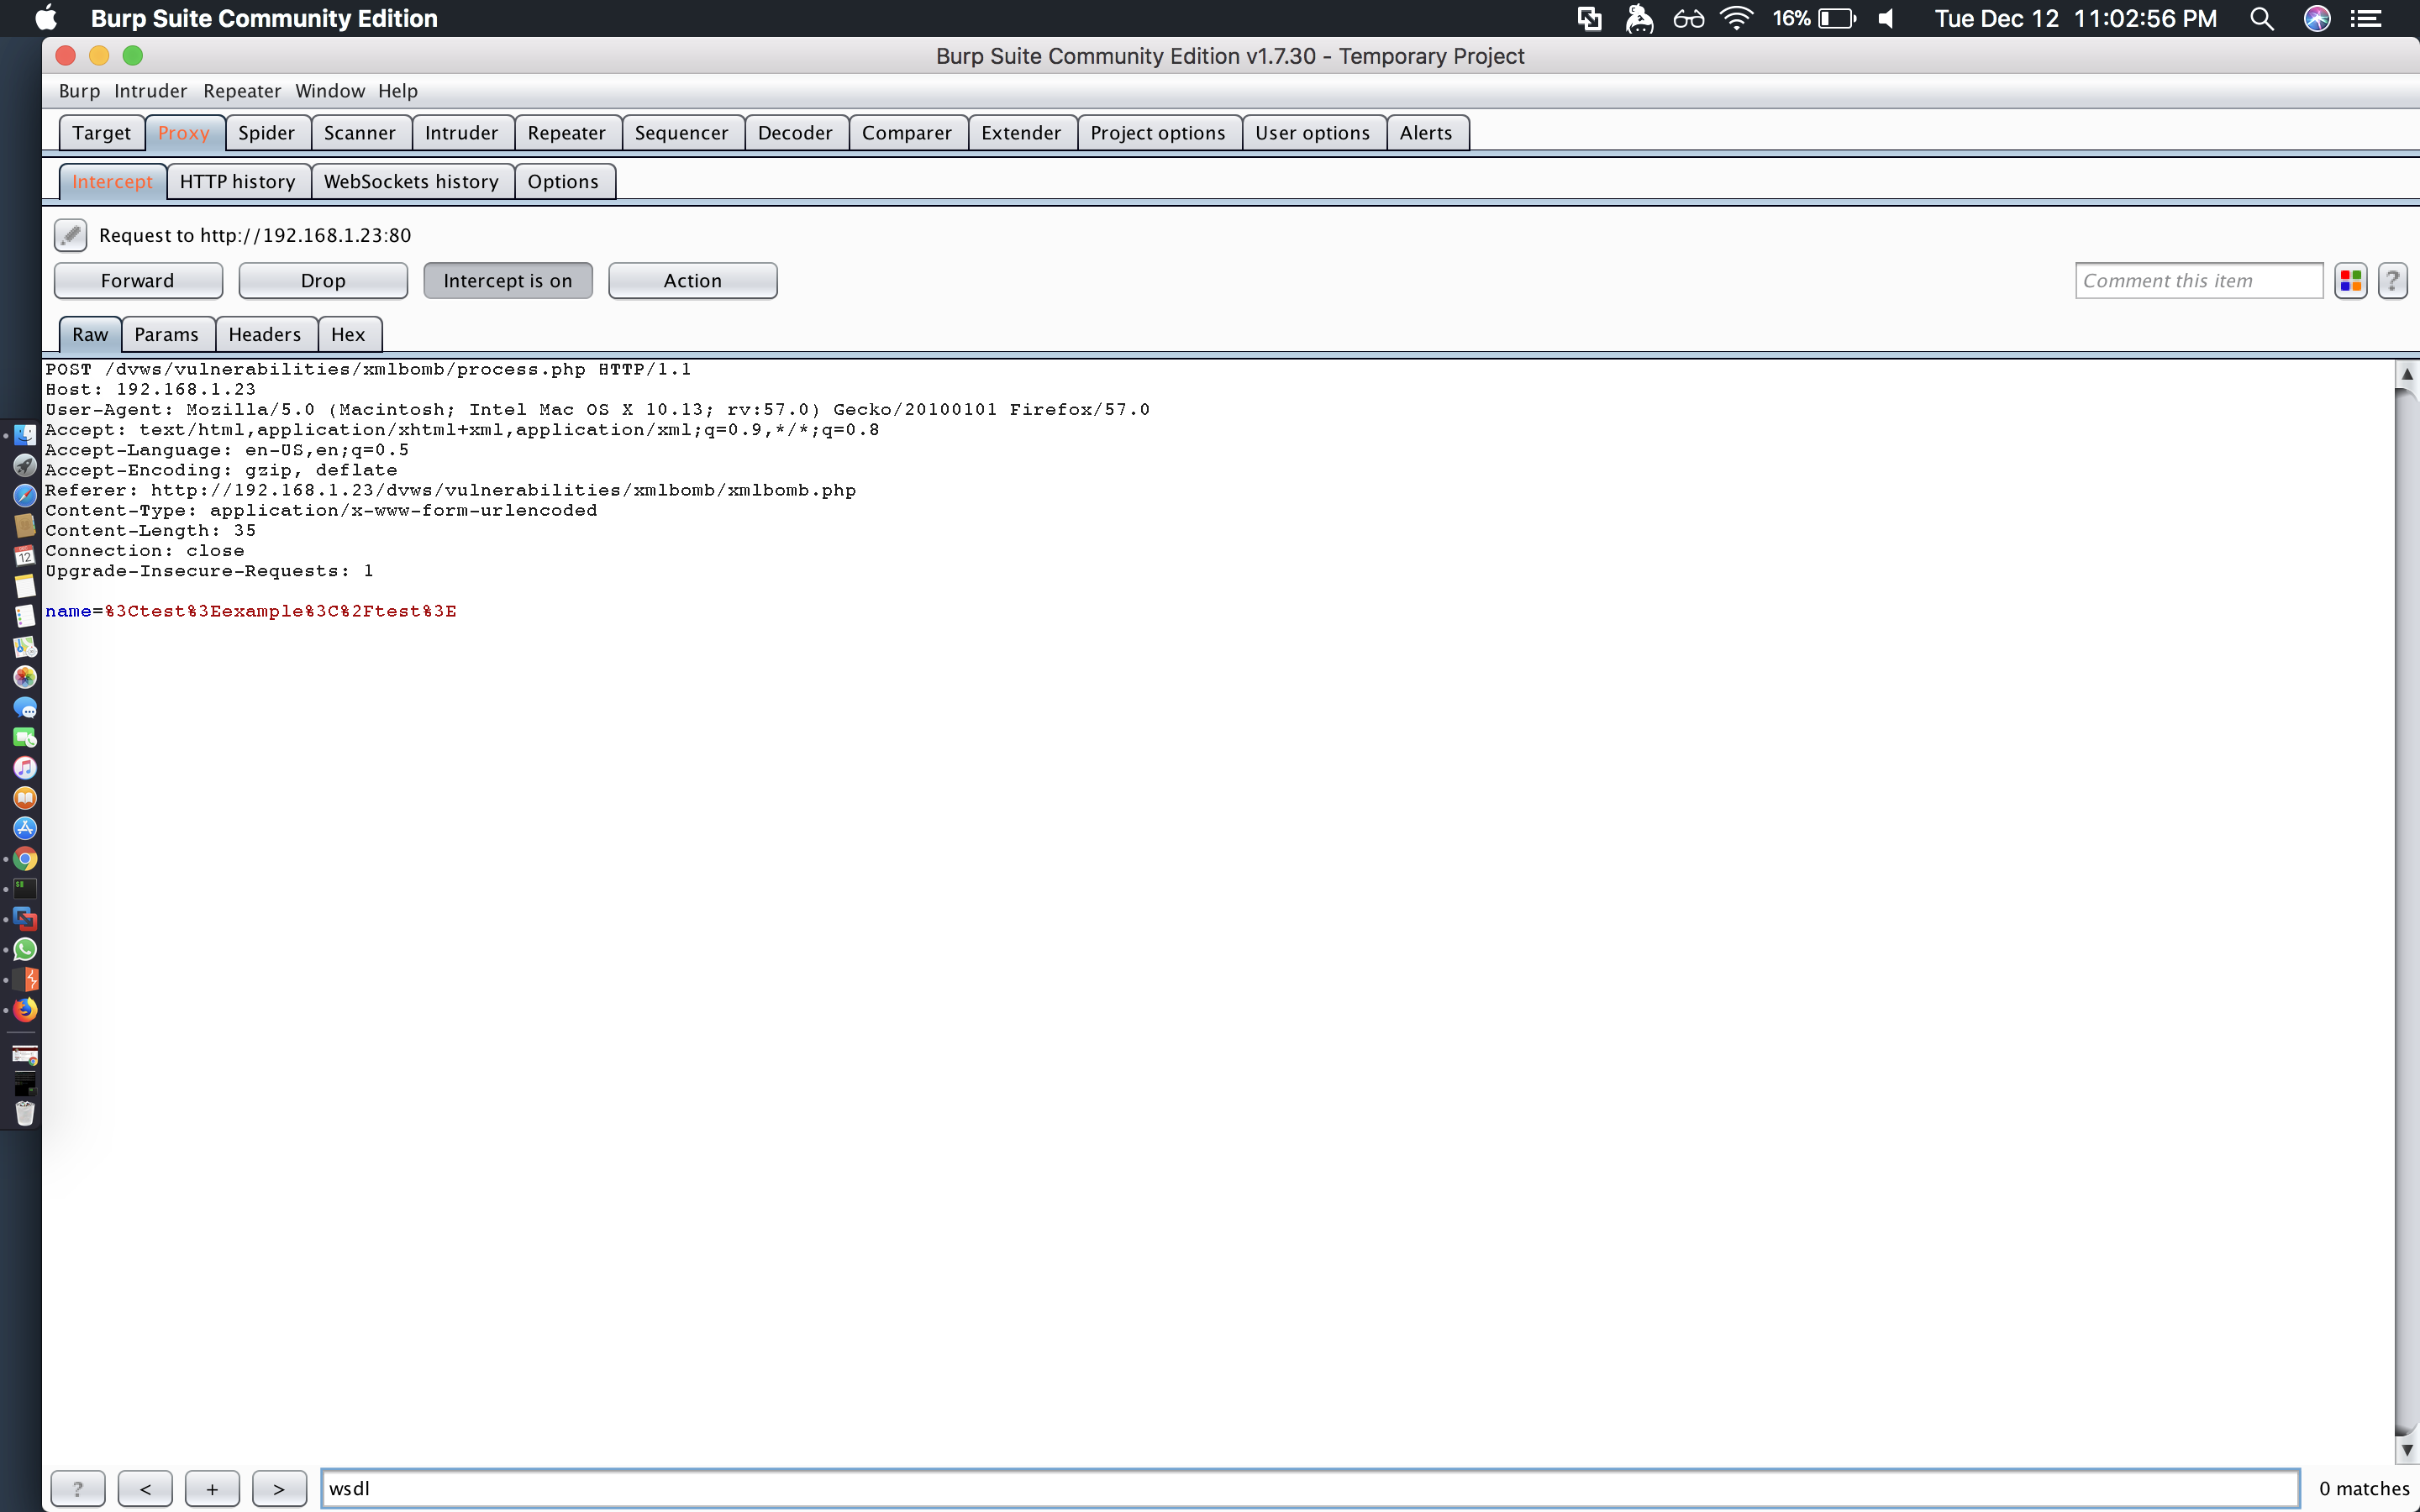 Burp Suite Community Edition 16% Tue Dec 12 11:02:56 PM
Burp Suite Community Edition v1.7.30 - Temporary Project
Burp Intruder Repeater Window Help
Target Proxy Spider Scanner Intruder Repeater Sequencer Decoder Comparer Extender Project options User options Alerts
Intercept HTTP history WebSockets history Options
Request to http://192.168.1.23:80
Forward Drop Intercept is on Action Comment this item ?
Raw Params Headers Hex
POST /dvws/vulnerabilities/xmlbomb/process.php HTTP/1.1
Host: 192.168.1.23
User-Agent: Mozilla/5.0 (Macintosh; Intel Mac OS X 10.13; rv:57.0) Gecko/20100101 Firefox/57.0
Accept: text/html,application/xhtml+xml,application/xml;q=0.9,*/*;q=0.8
Accept-Language: en-US,en;q=0.5
Accept-Encoding: gzip, deflate
Referer: http://192.168.1.23/dvws/vulnerabilities/xmlbomb/xmlbomb.php
Content-Type: application/x-www-form-urlencoded
Content-Length: 35
Connection: close
Upgrade-Insecure-Requests: 1
name=%3Ctest%3Eexample%3C%2Ftest%3E
12
? < + > wsdl 0 matches